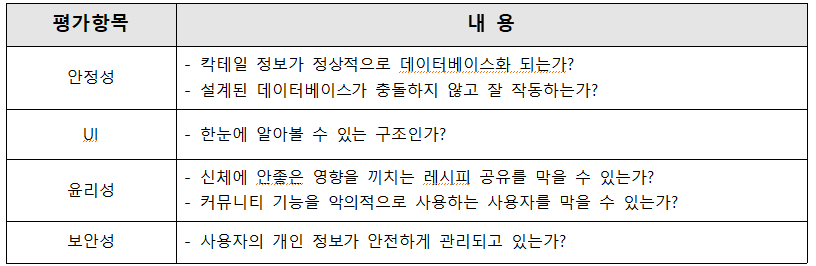 평가항목
내 용
안정성
- 칵테일 정보가 정상적으로 데이터베이스화 되는가?
- 설계된 데이터베이스가 충돌하지 않고 잘 작동하는가?
UI
- 한눈에 알아볼 수 있는 구조인가?
윤리성
- 신체에 안좋은 영향을 끼치는 레시피 공유를 막을 수 있는가?
- 커뮤니티 기능을 악의적으로 사용하는 사용자를 막을 수 있는가?
보안성
- 사용자의 개인 정보가 안전하게 관리되고 있는가?